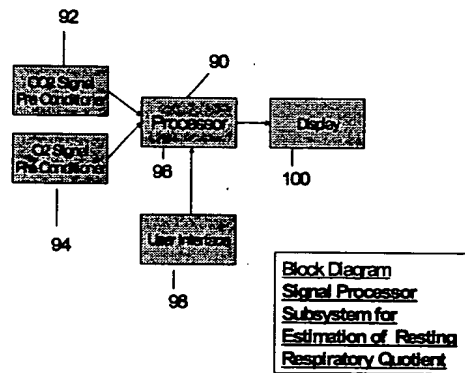 92
CO2 Signal
Pre Conditioner
90
Processor
98
Display
100
O2 Signal
Pre Conditioner
94
User Interface
98
Block Diagram
Signal Processor
Subsystem for
Estimation of Resting
Respiratory Quotient